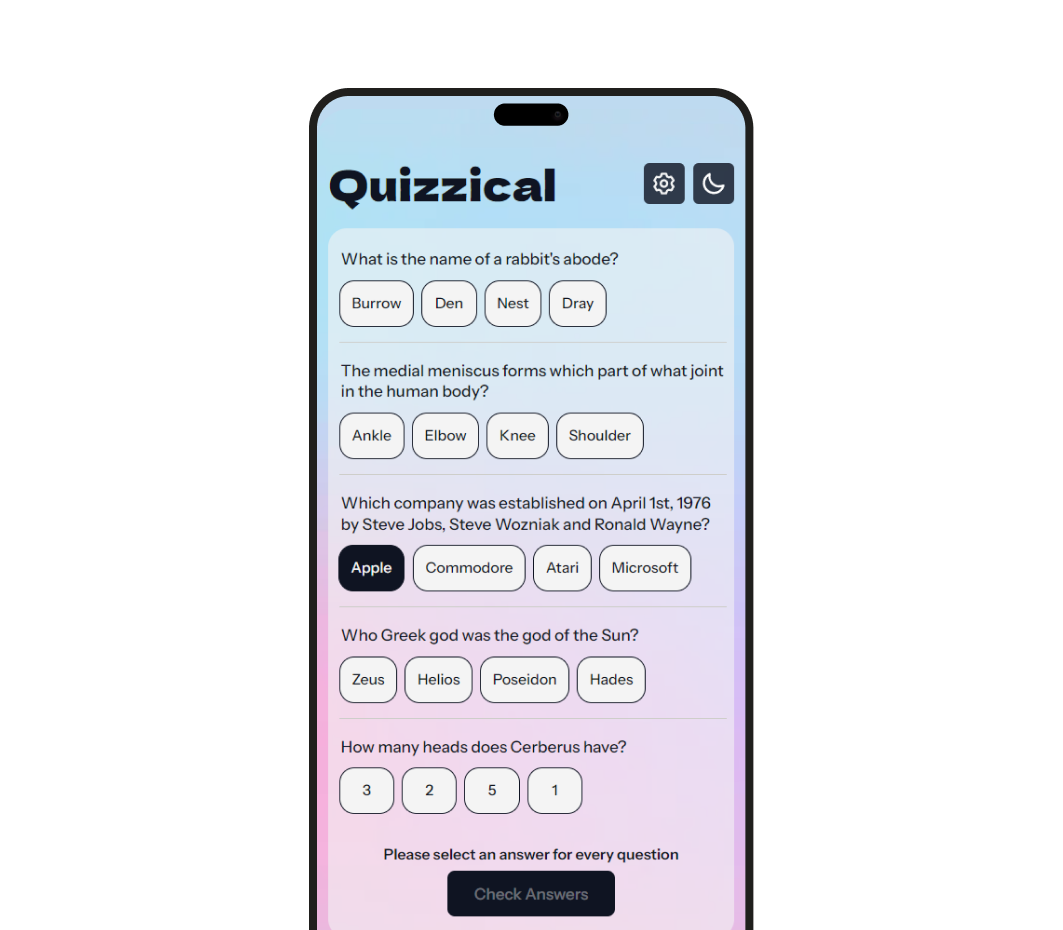 Quizzical
What is the name of a rabbit's abode?
Burrow Den Nest Dray
The medial meniscus forms which part of what joint
in the human body?
Ankle Elbow Knee Shoulder
Which company was established on April 1st, 1976
by Steve Jobs, Steve Wozniak and Ronald Wayne?
Apple Commodore Atari Microsoft
Who Greek god was the god of the Sun?
Zeus Helios Poseidon Hades
How many heads does Cerberus have?
3 2 5 1
Please select an answer for every question
Check Answers